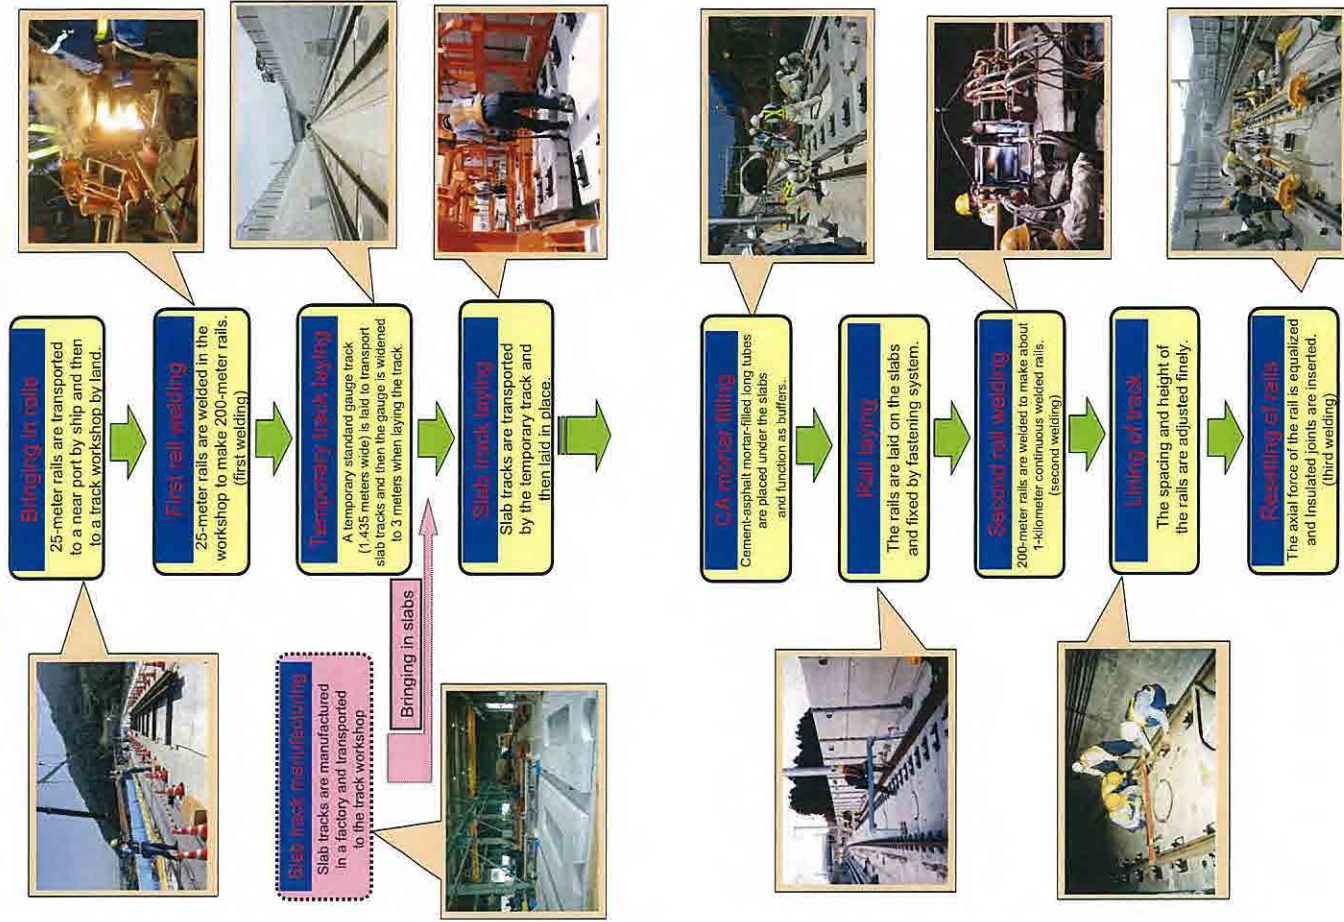 Bringing in rails
25-meter rails are transported
to a near port by ship and then
to a track workshop by land.
First rail welding
25-meter rails are welded in the
workshop to make 200-meter rails.
(first welding)
Temporary track laying
A temporary standard gauge track
(1.435 meters wide) is laid to transport
slab tracks and then the gauge is widened
to 3 meters when laying the track.
Slab track manufacturing
Slab tracks are manufactured
in a factory and transported
to the track workshop
Bringing in slabs
Slab track laying
Slab tracks are transported
by the temporary track and
then laid in place.
CA mortar filling
Cement-asphalt mortar-filled long tubes
are placed under the slabs
and function as buffers.
Rail laying
The rails are laid on the slabs
and fixed by fastening system.
Second rail welding
200-meter rails are welded to make about
1-kilometer continuous welded rails.
(second welding)
Lining of track
The spacing and height of
the rails are adjusted finely.
Resetting of rails
The axial force of the rail is equalized
and Insulated joints are inserted.
(third welding)